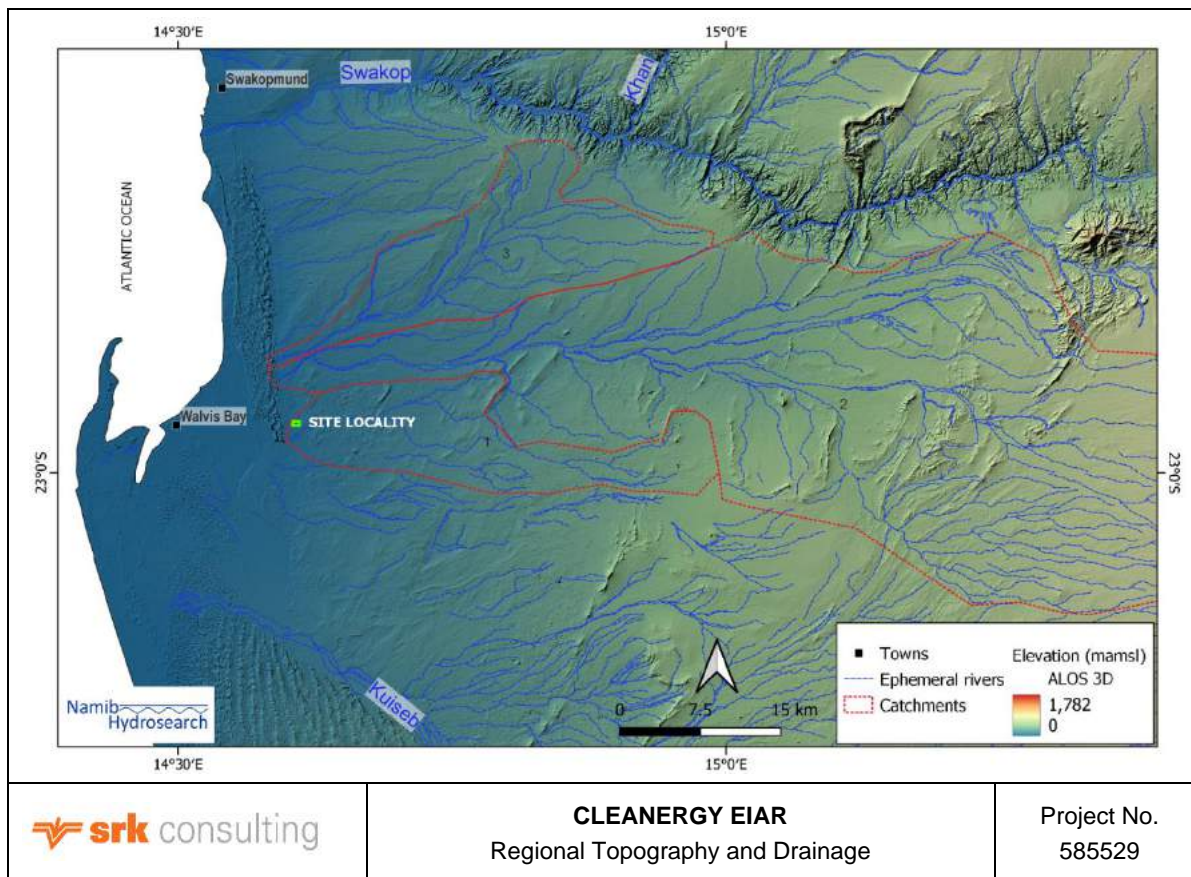 14°30'E
15°0'E
Swakopmund
Swakop
Khan
ATLANTIC OCEAN
3
Walvis Bay
SITE LOCALITY
2
1
23°0'S
23°0'S
Kuiseb
Namib
Hydrosearch
0 7.5 15 km
Towns
Ephemeral rivers
Catchments
Elevation (mamsl)
ALOS 3D
1,782
0
14°30'E
15°0'E
srk consulting
CLEANERGY EIAR
Regional Topography and Drainage
Project No.
585529